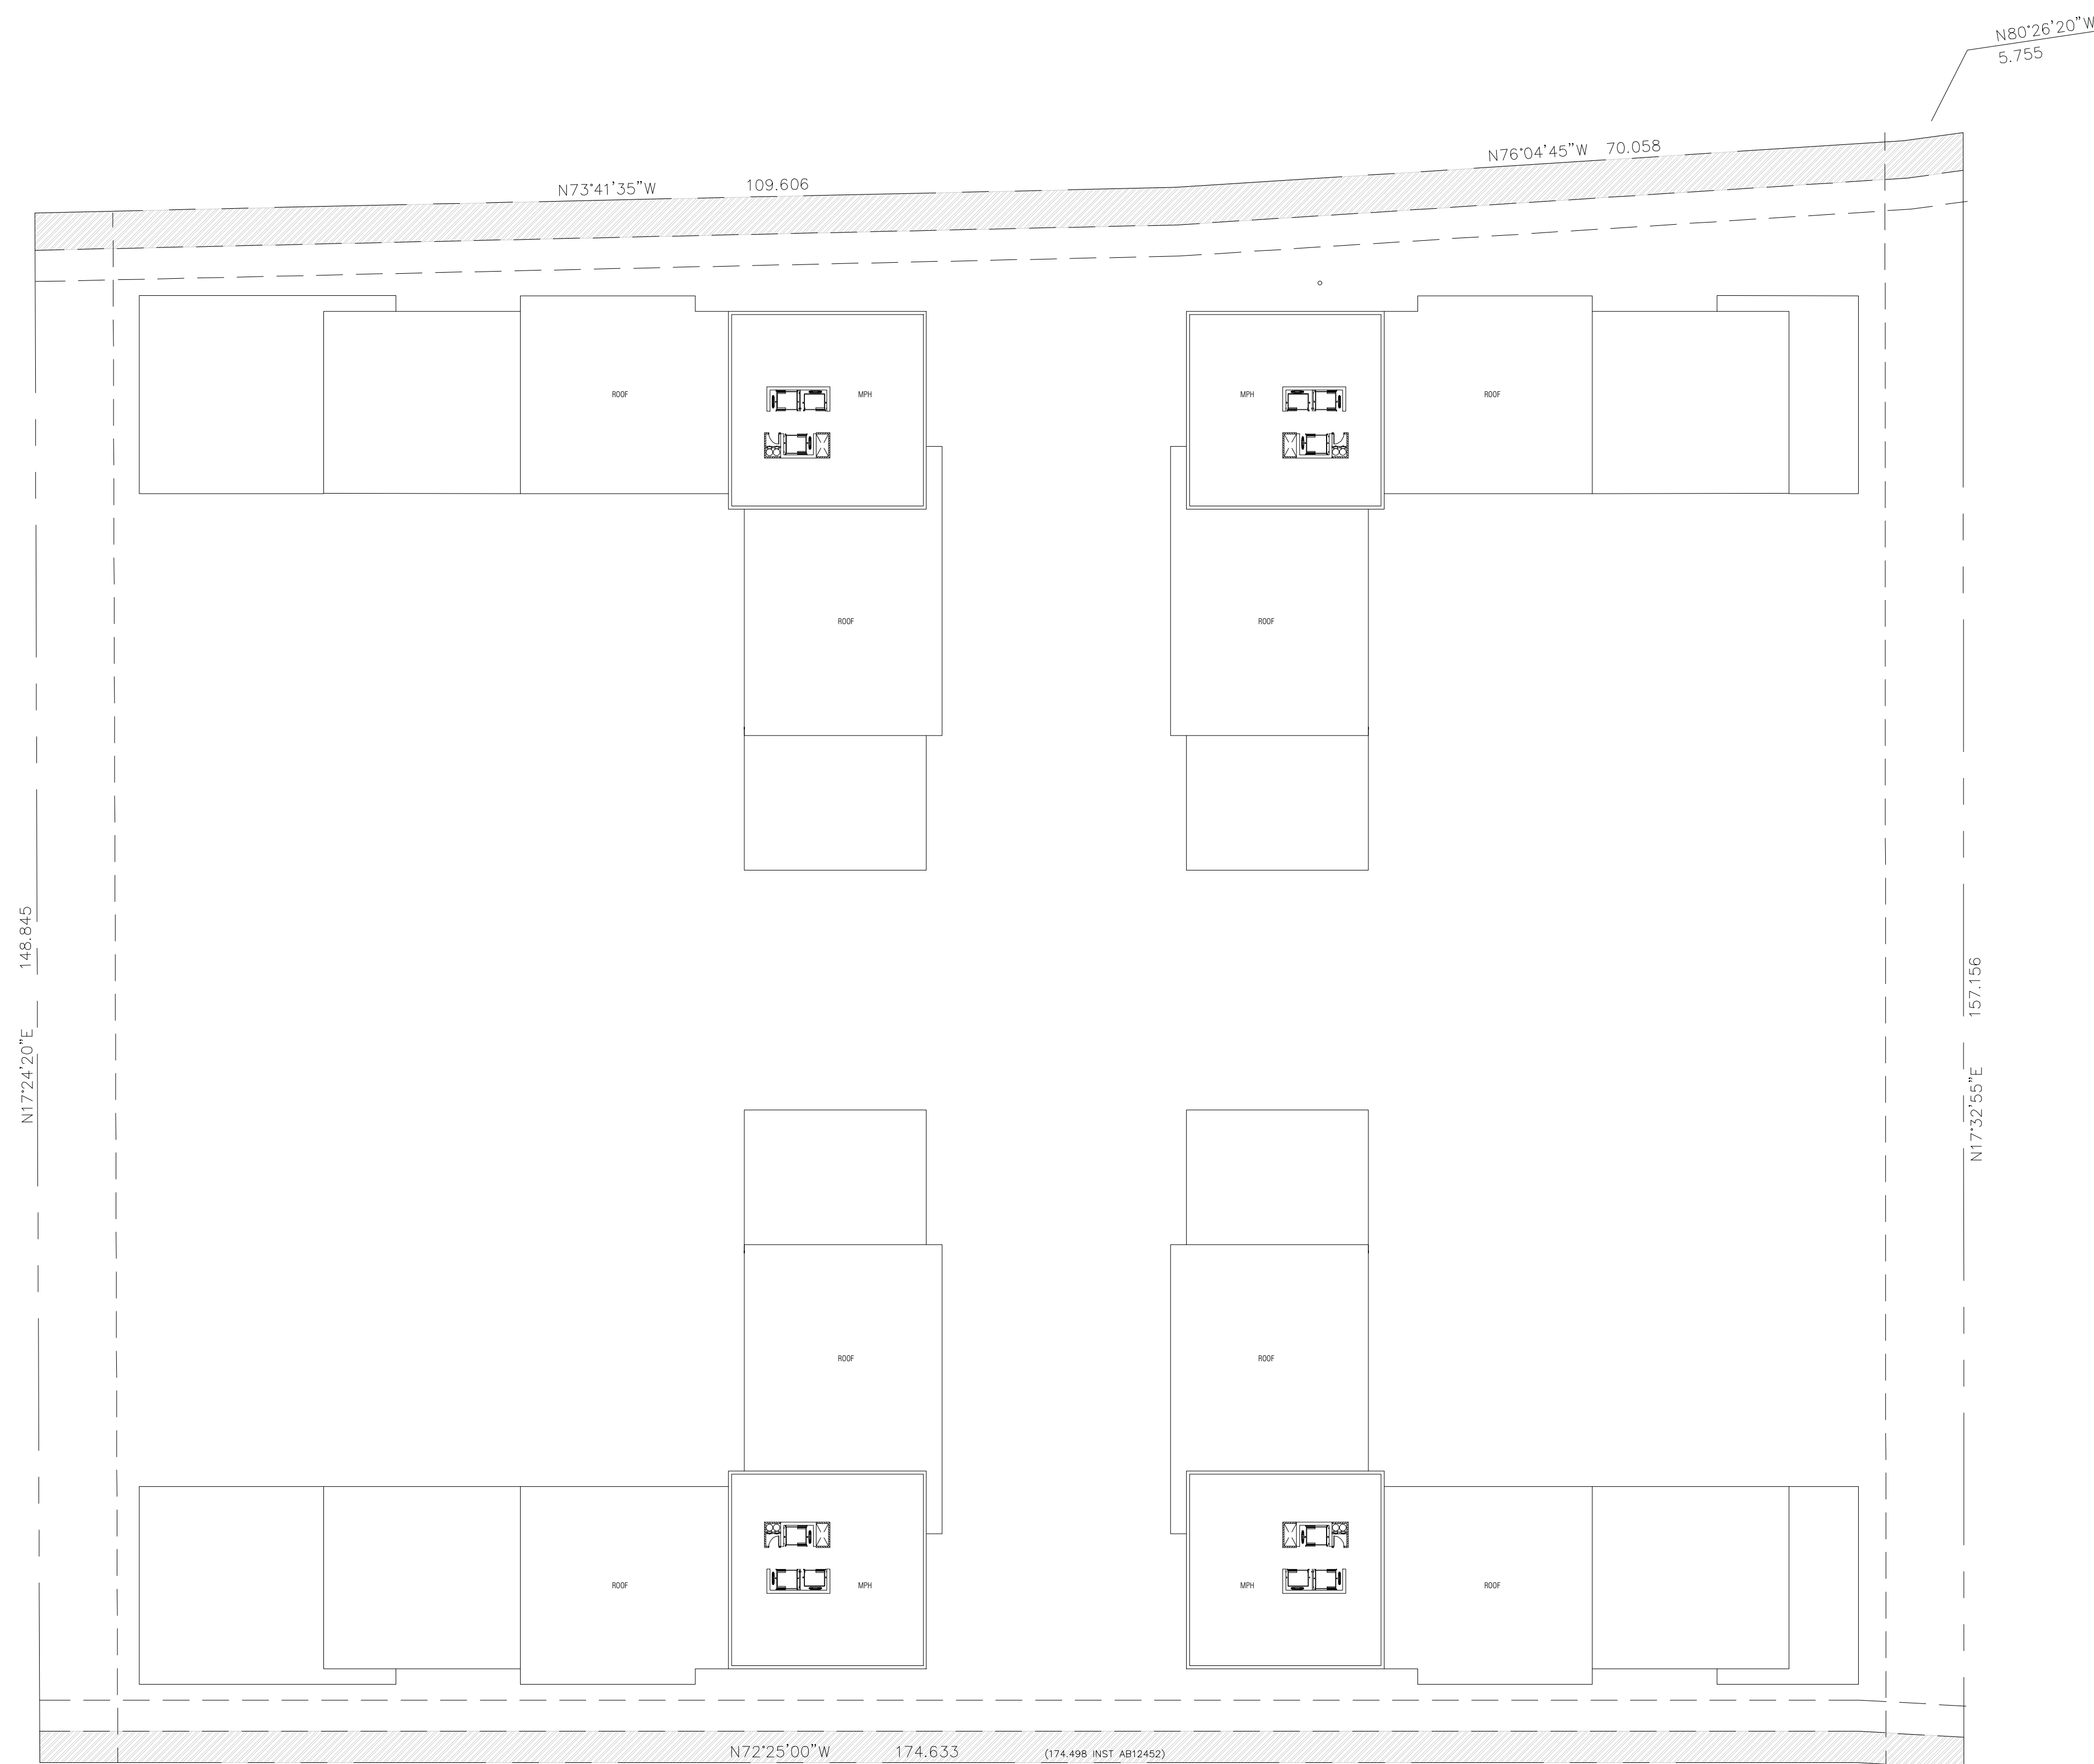 N80°26'20"W
5.755
N76°04'45"W 70.058
N73°41'35"W 109.606
ROOF
MPH
MPH
ROOF
ROOF
ROOF
148.845
N17°24'20"E
157.156
N17°32'55"E
ROOF
ROOF
ROOF
MPH
MPH
ROOF
N72°25'00"W 174.633 (174.498 INST AB12452)